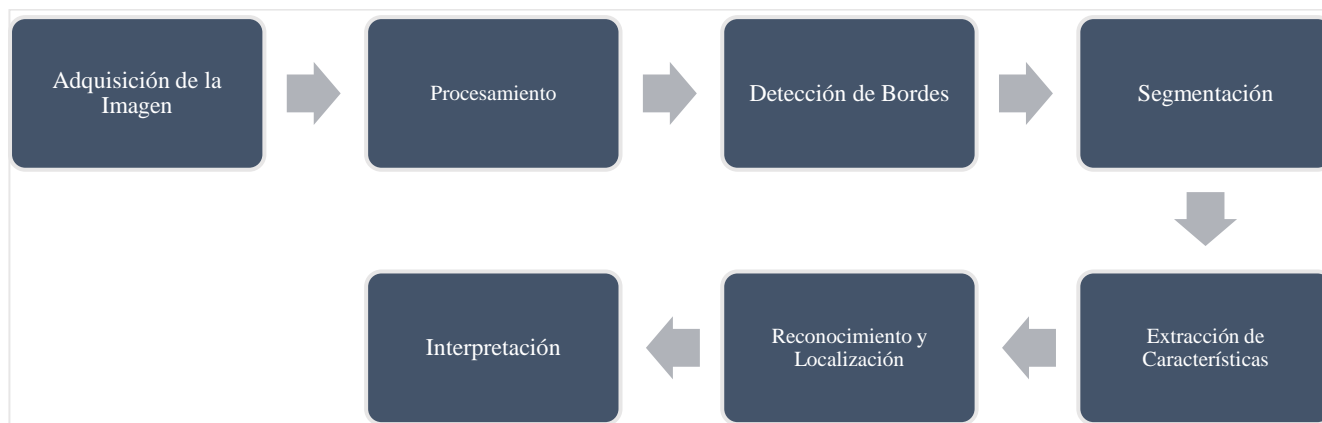 Adquisición de la
Imagen
Procesamiento
Detección de Bordes
Segmentación
Extracción de
Características
Reconocimiento y
Localización
Interpretación